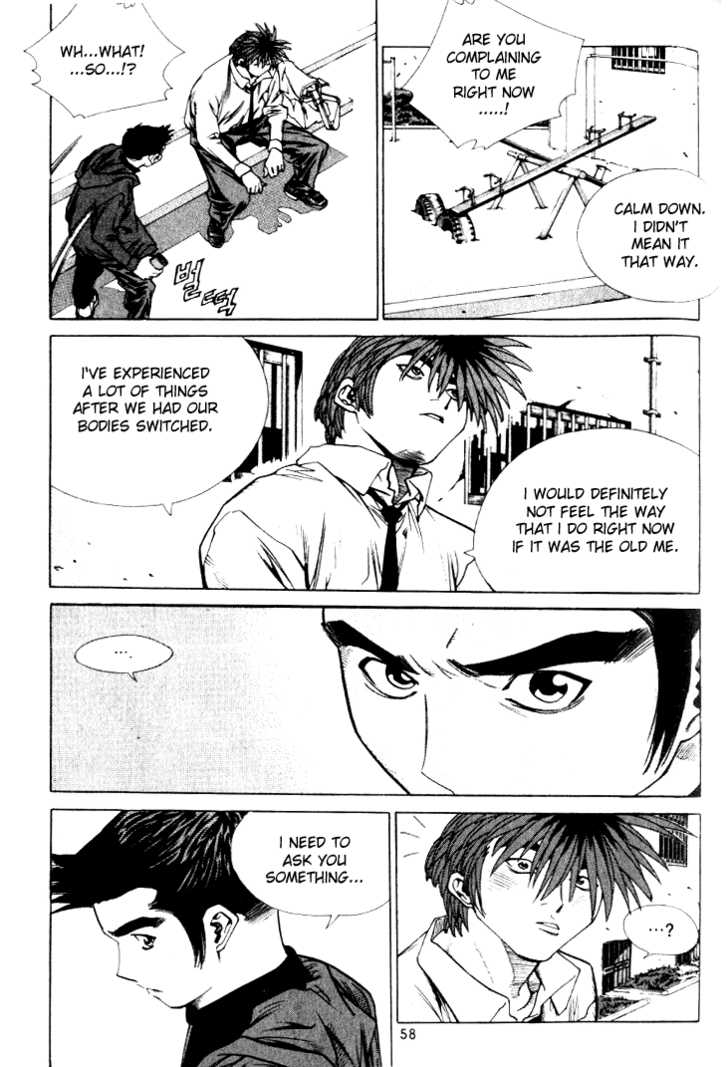 WH...WHAT!
...SO...!?
벌
떡
ARE YOU
COMPLAINING
TO ME
RIGHT NOW
.....!
CALM DOWN.
I DIDN'T
MEAN IT
THAT WAY.
I'VE EXPERIENCED
A LOT OF THINGS
AFTER WE HAD OUR
BODIES SWITCHED.
I WOULD DEFINITELY
NOT FEEL THE WAY
THAT I DO RIGHT NOW
IF IT WAS THE OLD ME.
....
I NEED TO
ASK YOU
SOMETHING...
...?
58